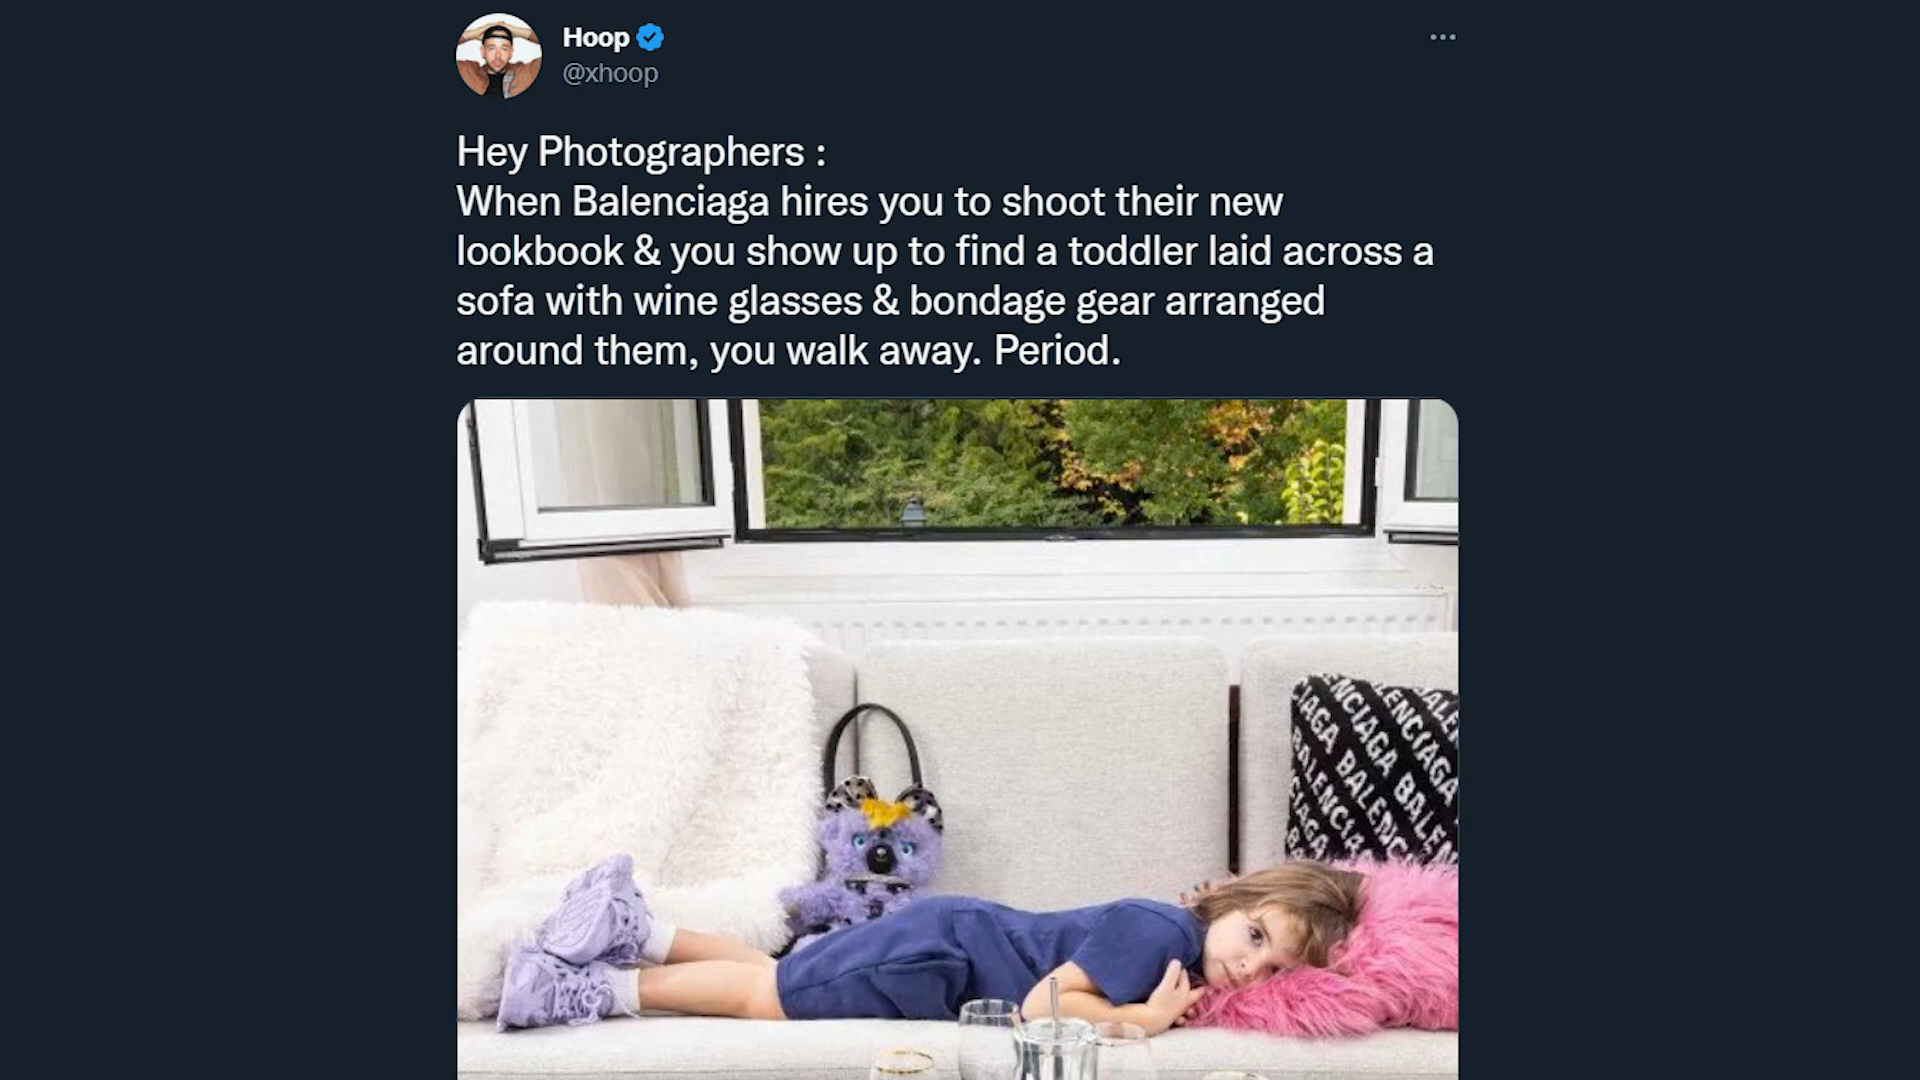 Hoop
@xhoop
Hey Photographers :
When Balenciaga hires you to shoot their new
lookbook & you show up to find a toddler laid across a
sofa with wine glasses & bondage gear arranged
around them, you walk away. Period.
BALENCIAGA